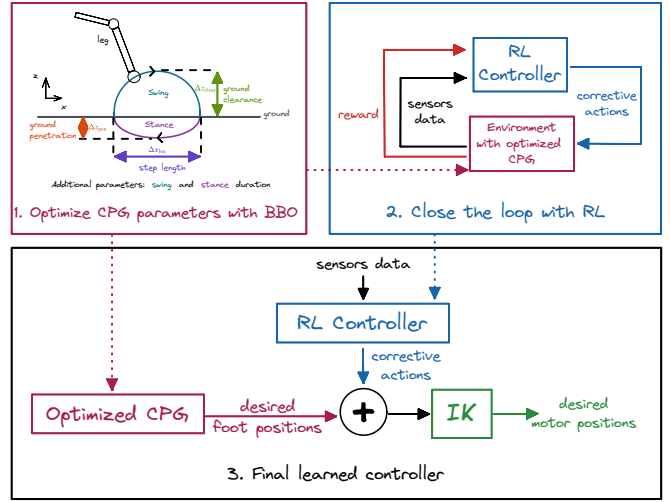 leg
z
x
Swing
Δz_clear
ground
clearance
ground
Stance
ground
penetration
Δz_pen
Δx_len
step length
Additional parameters: swing and stance duration
1. Optimize CPG parameters with BBO
RL
Controller
reward
sensors
data
corrective
actions
Environment
with optimized
CPG
2. Close the loop with RL
sensors data
RL Controller
corrective
actions
Optimized CPG
desired
foot positions
+
IK
desired
motor positions
3. Final learned controller